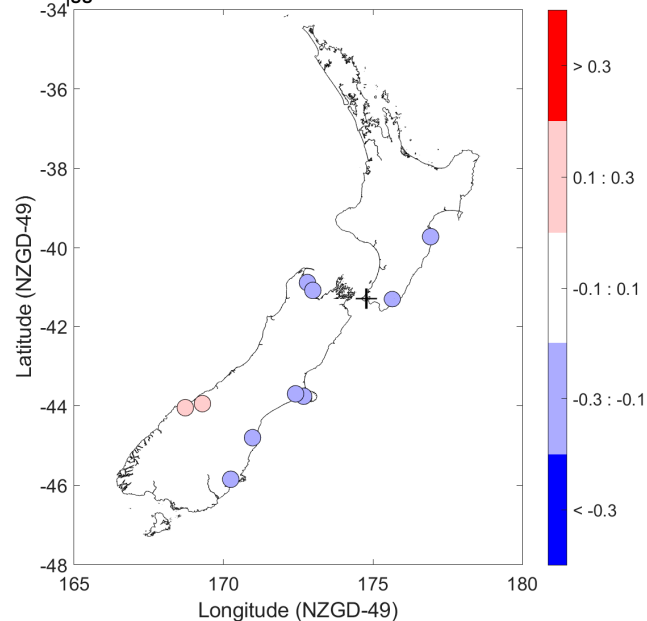 -34
-36
-38
-40
-42
-44
-46
-48
165
170
175
180
Latitude (NZGD-49)
Longitude (NZGD-49)
> 0.3
0.1 : 0.3
-0.1 : 0.1
-0.3 : -0.1
< -0.3